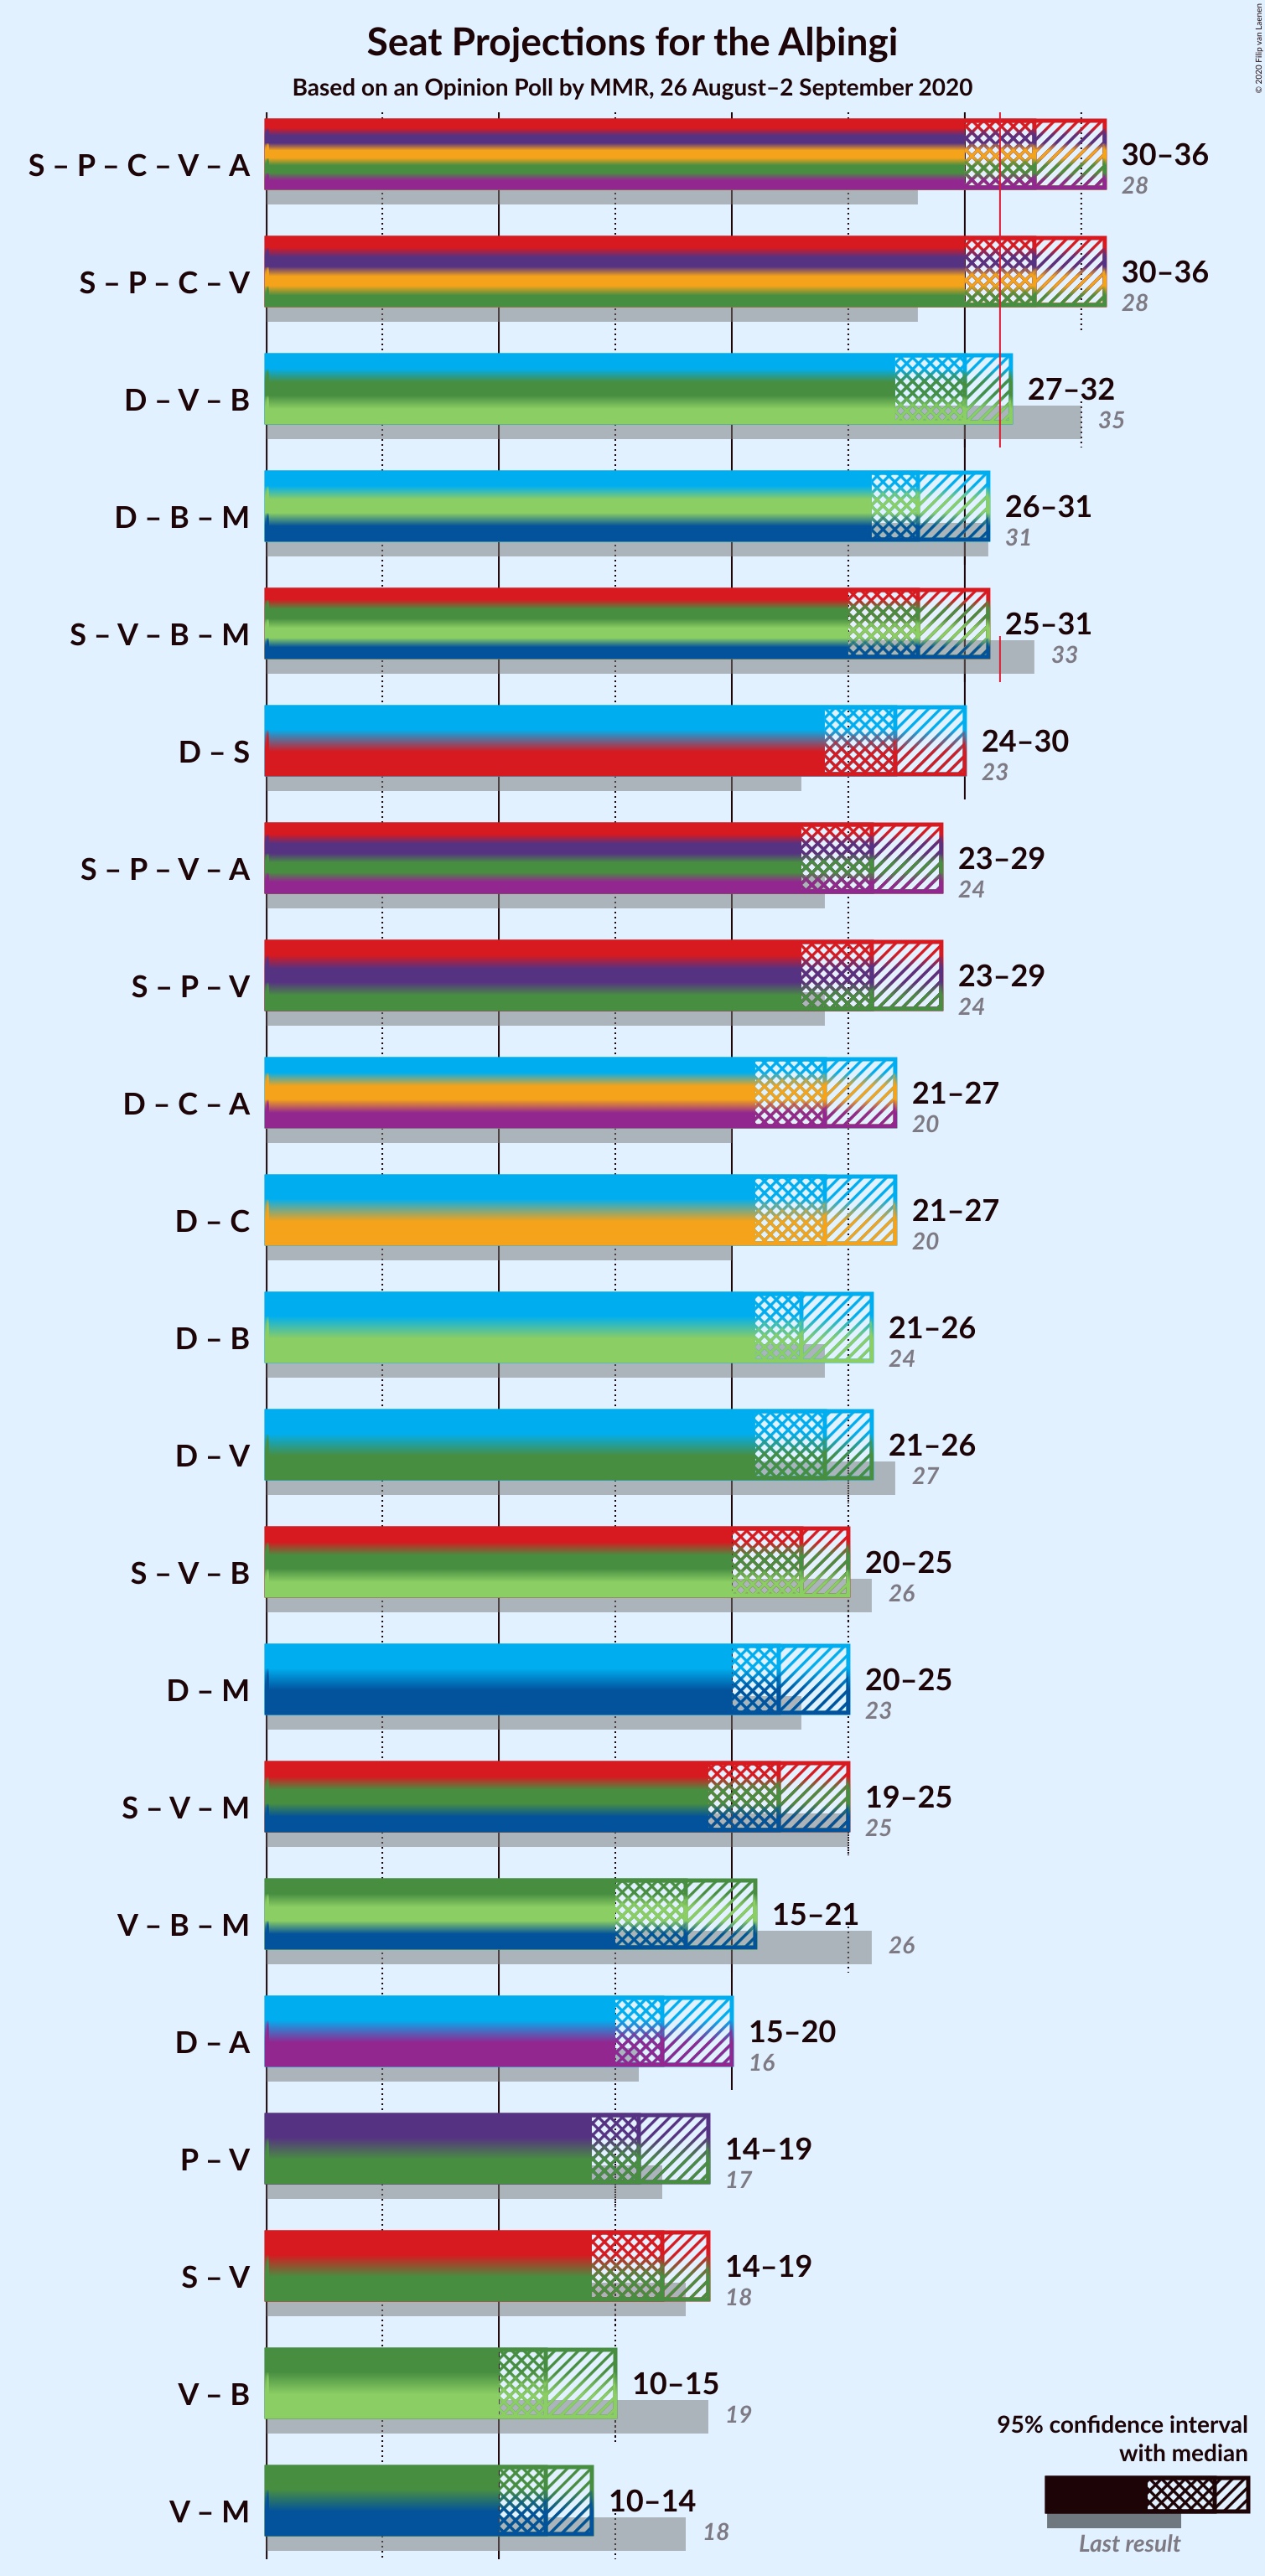 Seat Projections for the Alþingi
Based on an Opinion Poll by MMR, 26 August–2 September 2020
© 2020 Filip van Laenen
S – P – C – V – A
30–36
28
S – P – C – V
30–36
28
D – V – B
27–32
35
D – B – M
26–31
31
S – V – B – M
25–31
33
D – S
24–30
23
S – P – V – A
23–29
24
S – P – V
23–29
24
D – C – A
21–27
20
D – C
21–27
20
D – B
21–26
24
D – V
21–26
27
S – V – B
20–25
26
D – M
20–25
23
S – V – M
19–25
25
V – B – M
15–21
26
D – A
15–20
16
P – V
14–19
17
S – V
14–19
18
V – B
10–15
19
V – M
10–14
18
95% confidence interval
with median
Last result